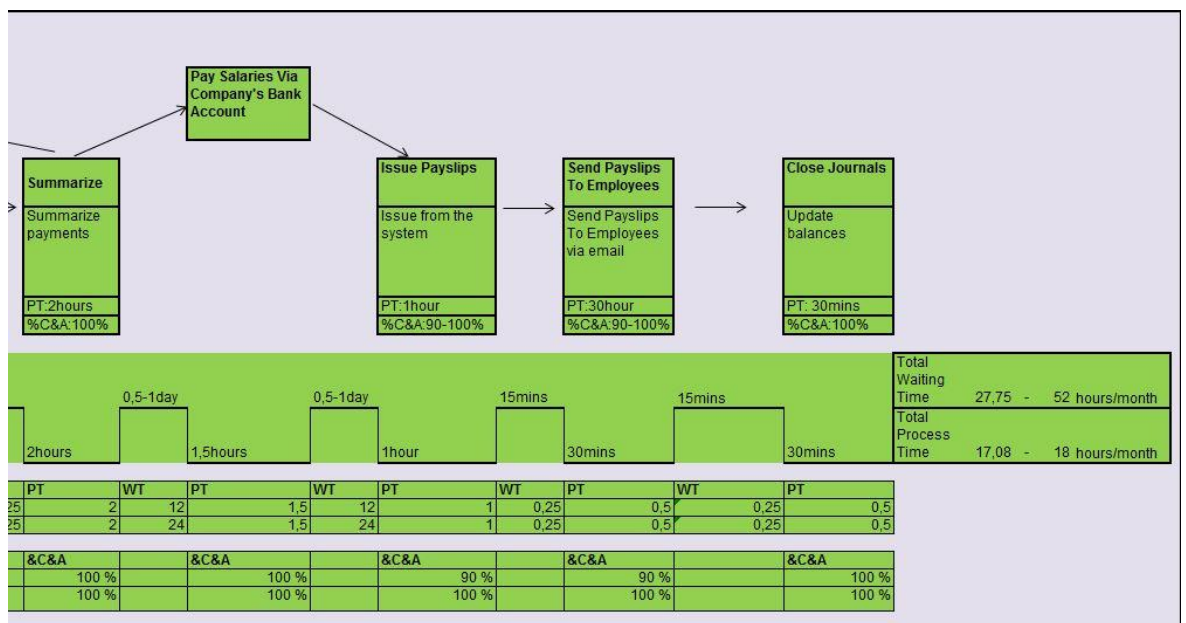 Pay Salaries Via
Company's Bank
Account
Summarize
Issue Payslips
Send Payslips
To Employees
Close Journals
Summarize
payments
Issue from the
system
Send Payslips
To Employees
via email
Update
balances
PT:2hours
PT:1hour
PT:30hour
PT: 30mins
%C&A:100%
%C&A:90-100%
%C&A:90-100%
%C&A:100%
0,5-1day
0,5-1day
15mins
15mins
Total
Waiting
Time 27,75 - 52 hours/month
2hours
1,5hours
1hour
30mins
30mins
Total
Process
Time 17,08 - 18 hours/month
PT WT PT WT PT WT PT WT PT
25 2 12 1,5 12 1 0,25 0,5 0,25 0,5
25 2 24 1,5 24 1 0,25 0,5 0,25 0,5
&C&A &C&A &C&A &C&A &C&A
100 % 100 % 90 % 90 % 100 %
100 % 100 % 100 % 100 % 100 %